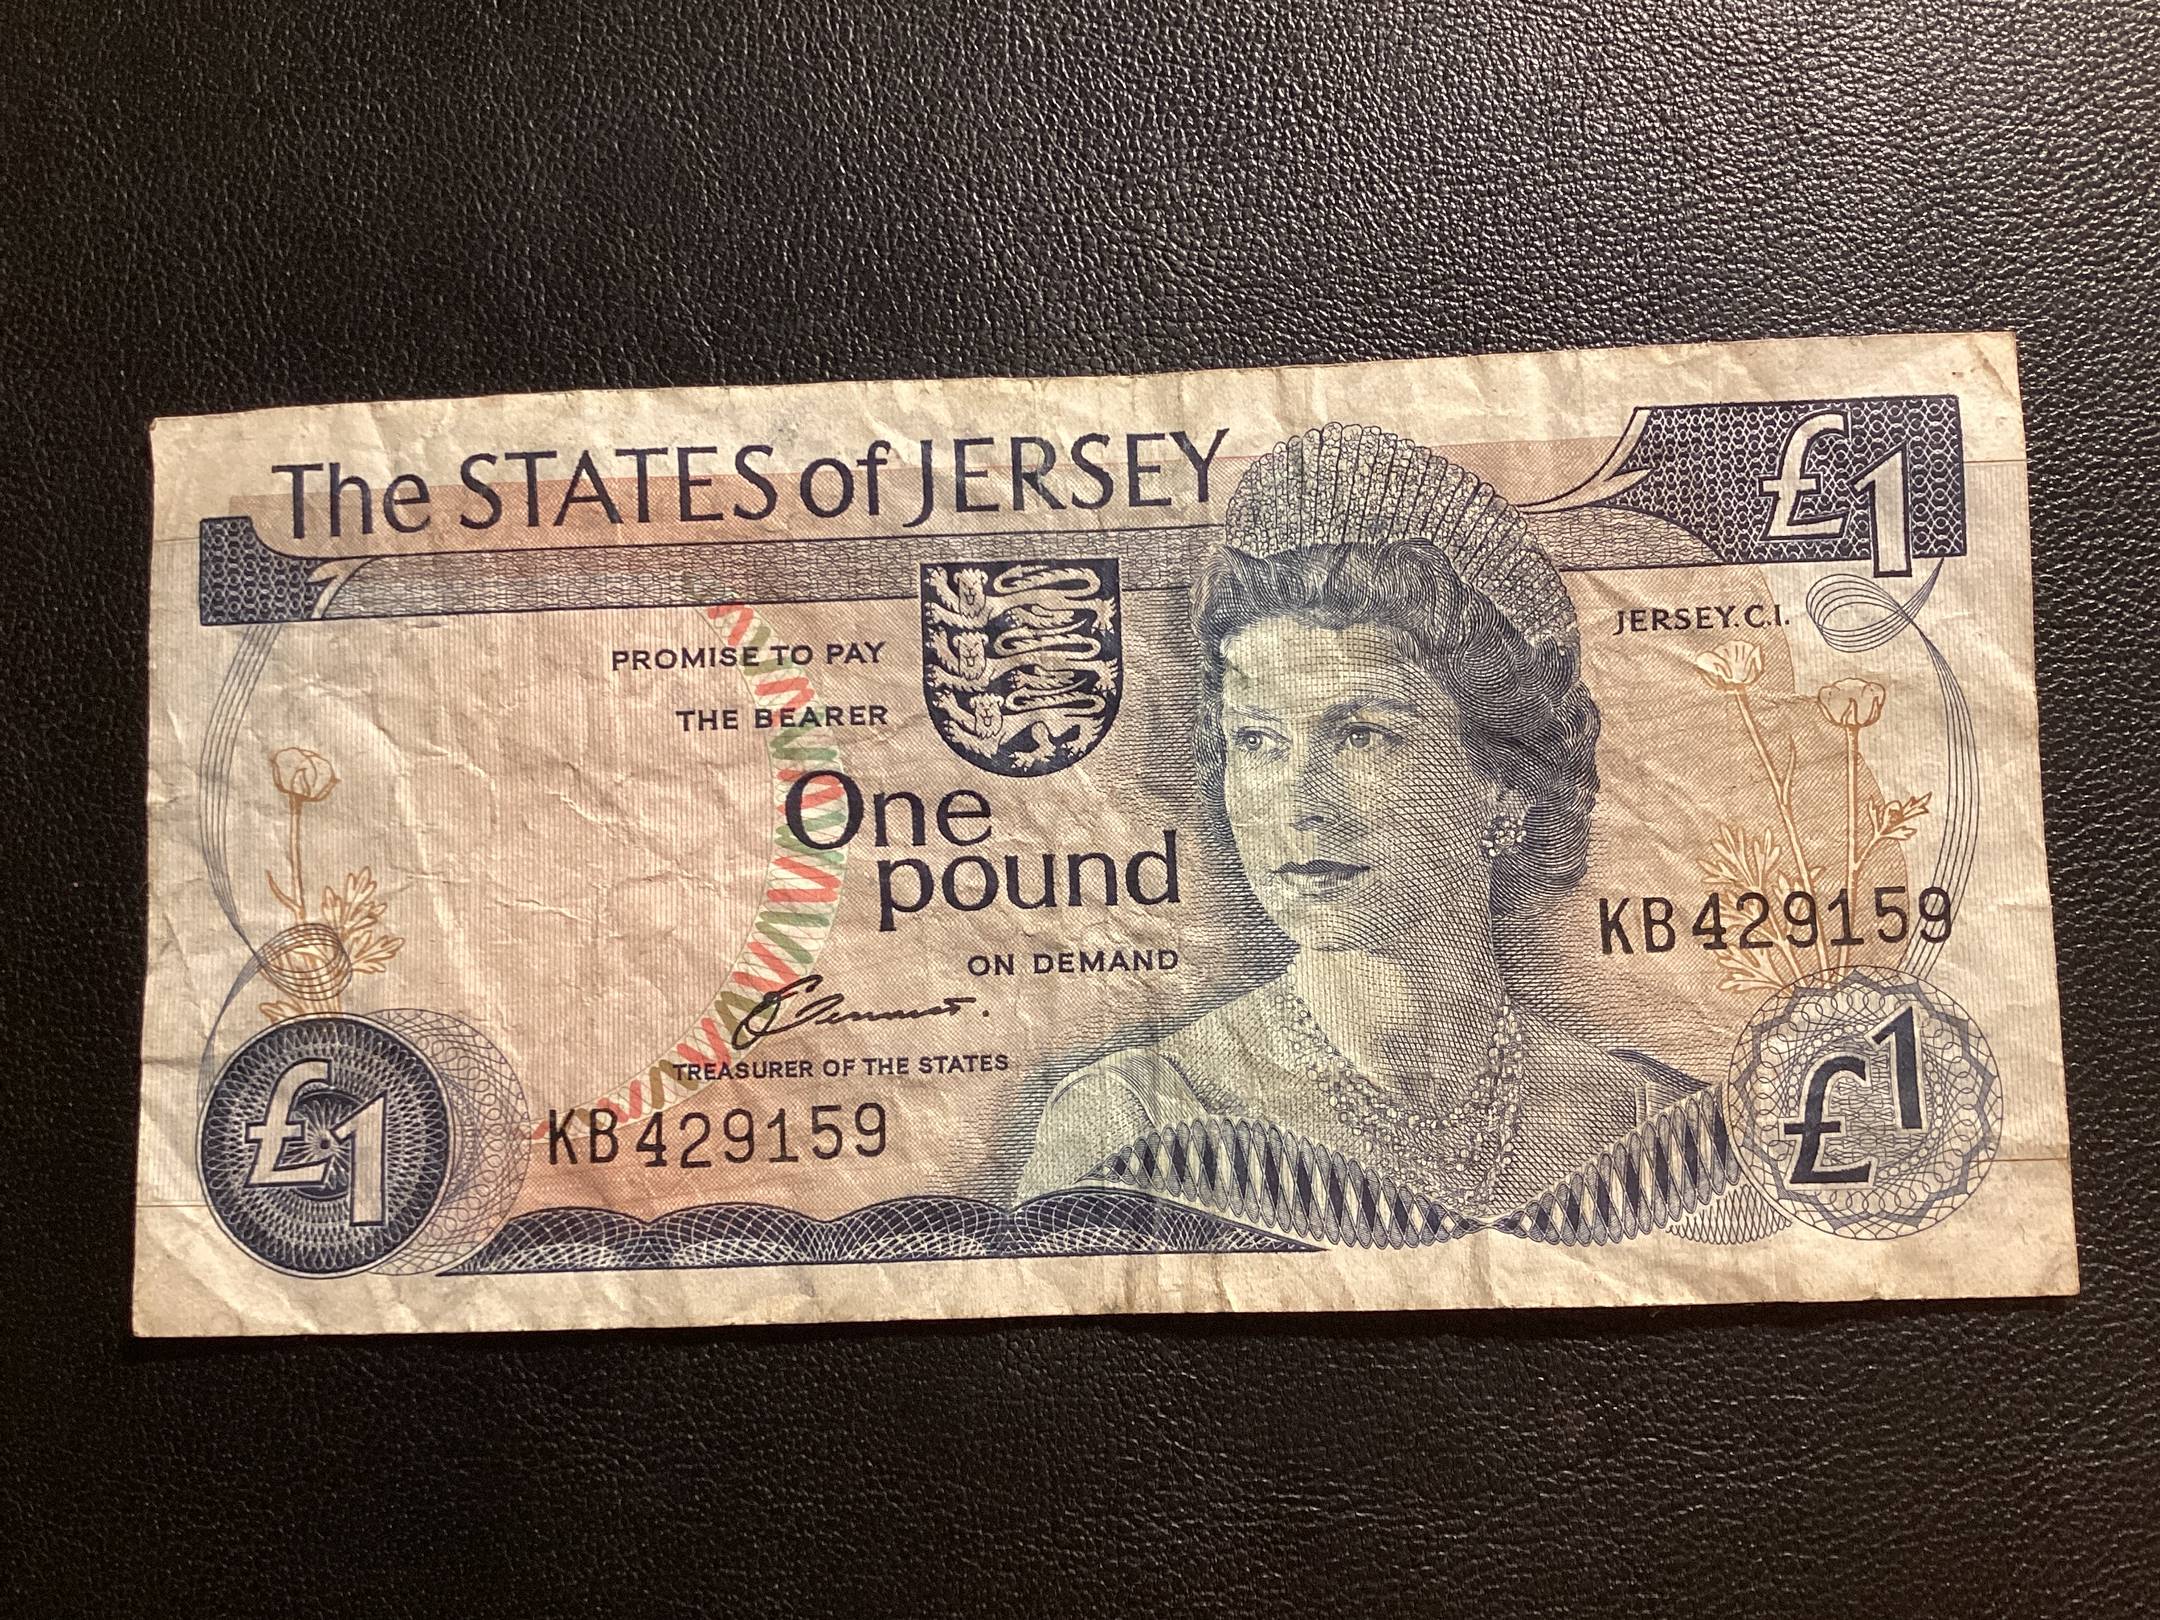 The STATES of JERSEY
£1
JERSEY. C.I.
PROMISE TO PAY
THE BEARER
One
pound
ON DEMAND
KB429159
TREASURER OF THE STATES
KB429159
£1
£1